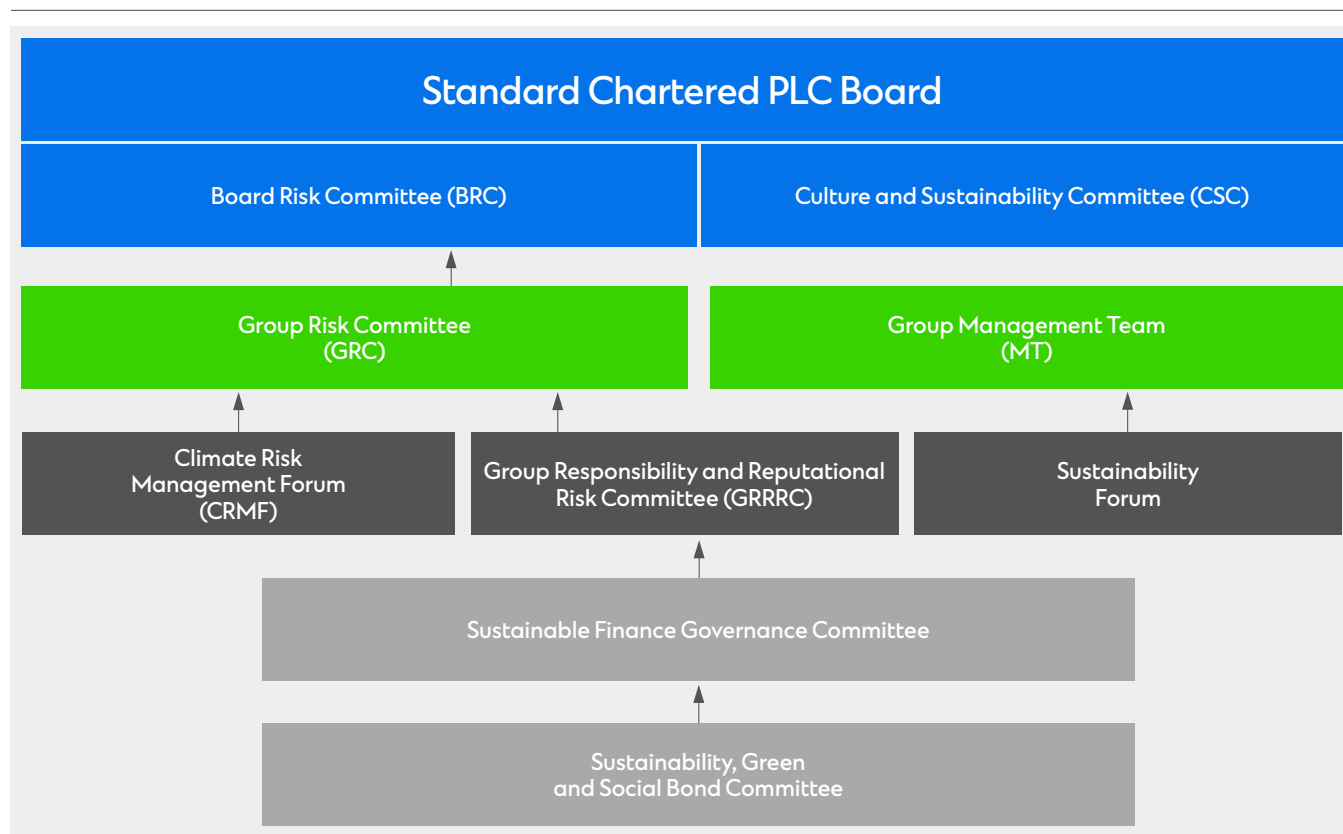 Standard Chartered PLC Board
Board Risk Committee (BRC)
Culture and Sustainability Committee (CSC)
Group Risk Committee
(GRC)
Group Management Team
(MT)
Climate Risk
Management Forum
(CRMF)
Group Responsibility and Reputational
Risk Committee (GRRRC)
Sustainability
Forum
Sustainable Finance Governance Committee
Sustainability, Green
and Social Bond Committee